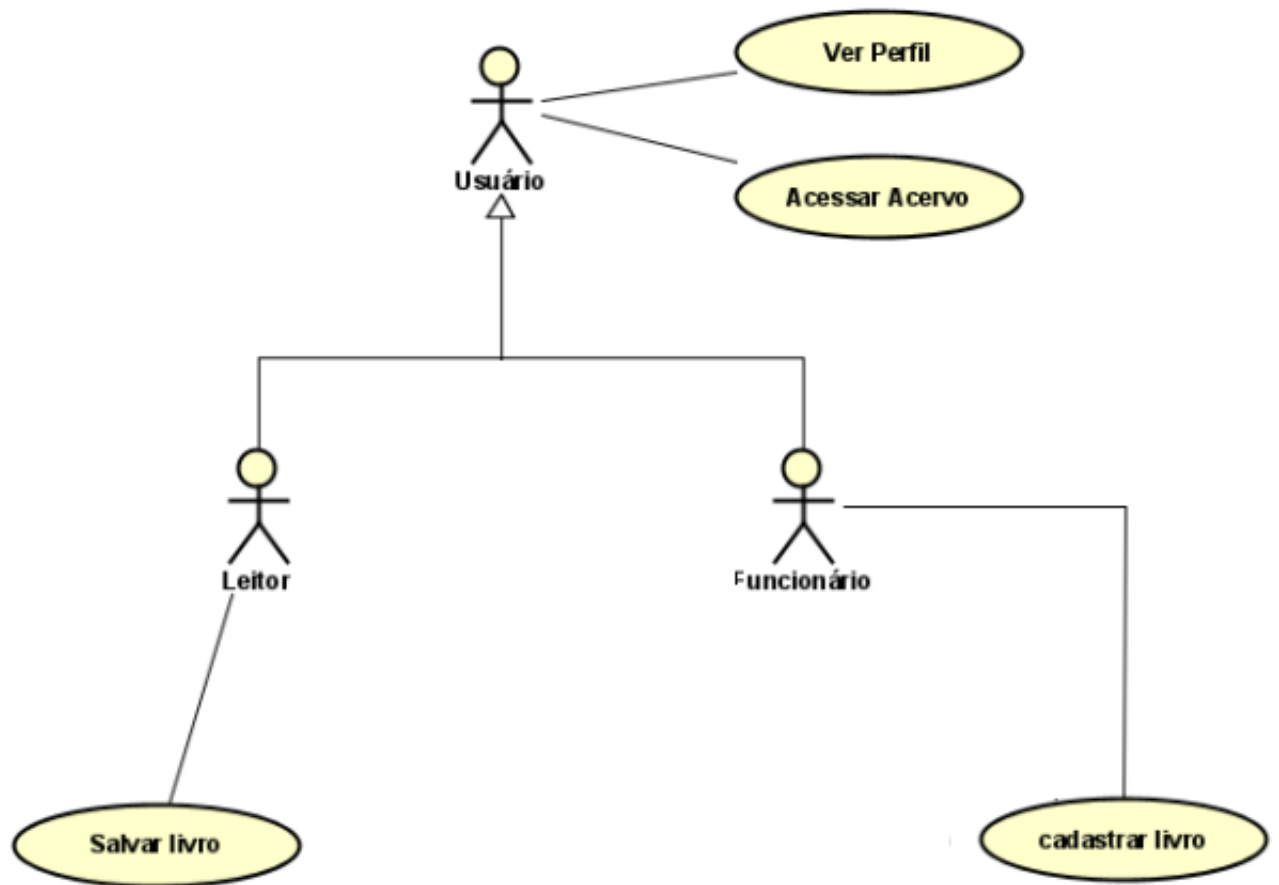 Ver Perfil
Usuário
Acessar Acervo
Leitor
Funcionário
Salvar livro
cadastrar livro